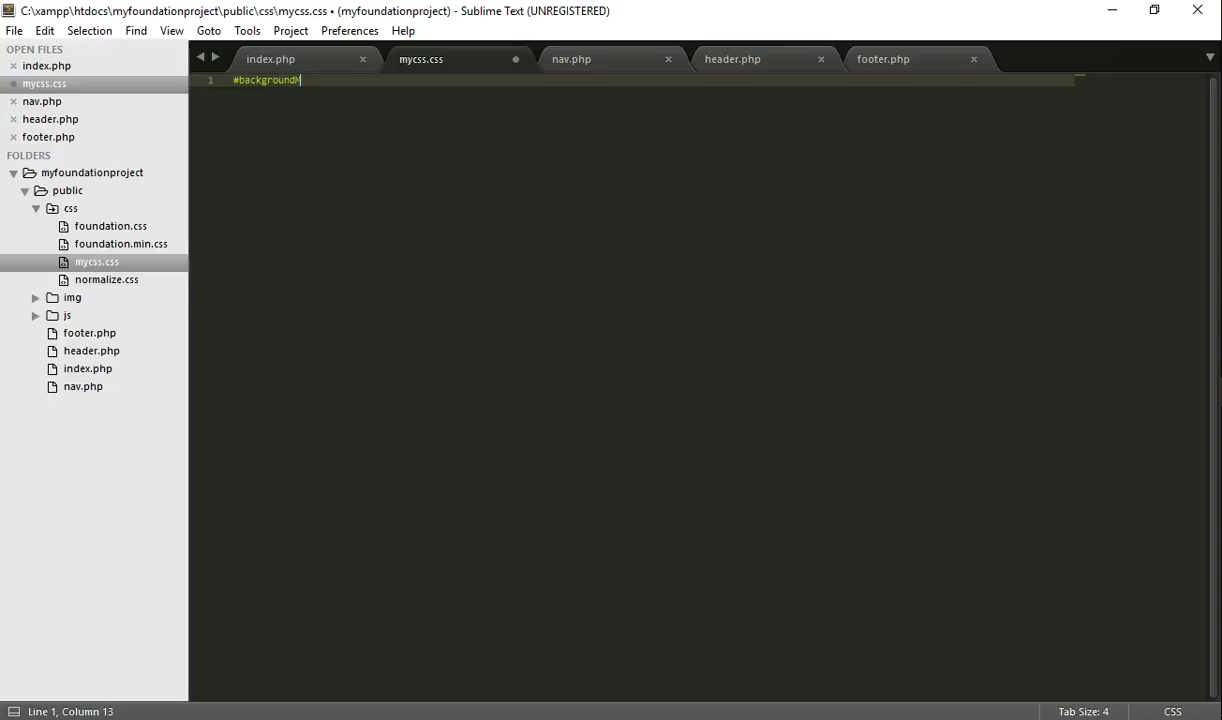 C:\xampp\htdocs\myfoundationproject\public\css\mycss.css • (myfoundationproject) - Sublime Text (UNREGISTERED)
File Edit Selection Find View Goto Tools Project Preferences Help
OPEN FILES
index.php
mycss.css
nav.php
header.php
footer.php
FOLDERS
myfoundationproject
public
css
foundation.css
foundation.min.css
mycss.css
normalize.css
img
js
footer.php
header.php
index.php
nav.php
index.php mycss.css nav.php header.php footer.php
1 #backgroundM
Line 1, Column 13 Tab Size: 4 CSS